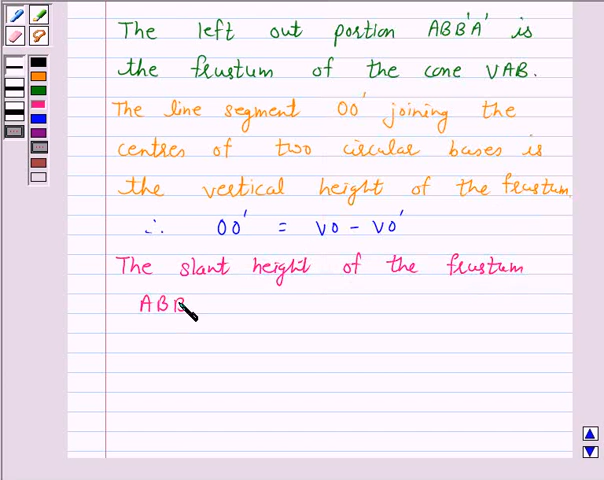 The left out portion ABB'A' is
the frustum of the cone VAB.
The line segment OO' joining the
centres of two circular bases is
the vertical height of the frustum.
∴ OO' = VO - VO'
The slant height of the frustum
ABB